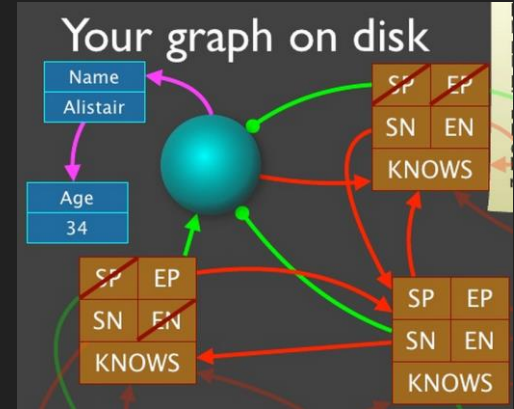 Your graph on disk
Name
Alistair
Age
34
SP EP
SN EN
KNOWS
SP EP
SN EN
KNOWS
SP EP
SN EN
KNOWS